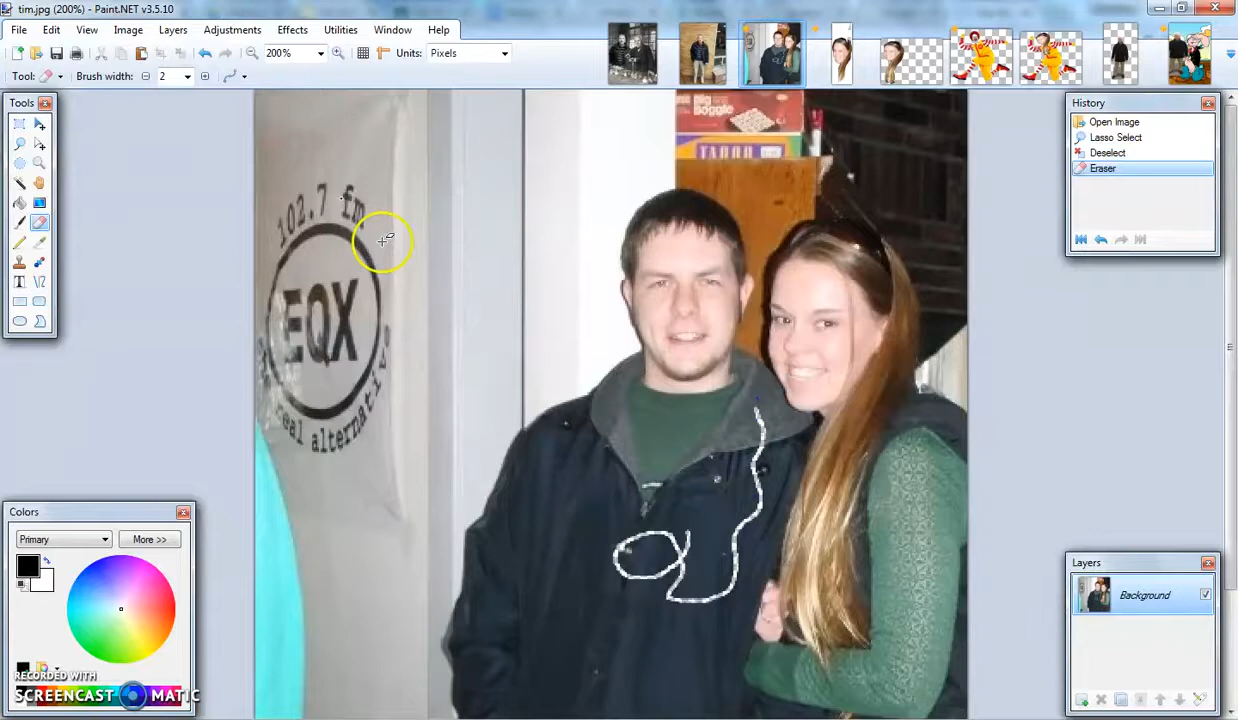 tim.jpg (200%) - Paint.NET v3.5.10
File Edit View Image Layers Adjustments Effects Utilities Window Help
200% Units: Pixels
Tool: Brush width: 2
Tools
History
Open Image
Lasso Select
Deselect
Eraser
Big
Boggle
TABOO
102.7 fm
EQX
real alternative
Colors
Primary More >>
Layers
Background
RECORDED WITH
SCREENCAST MATIC